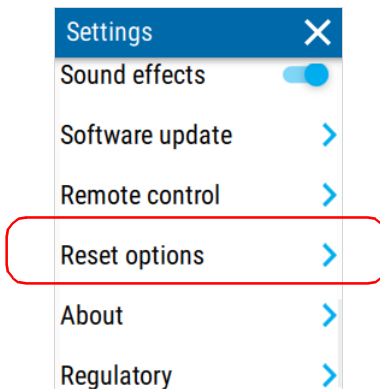 Settings
Sound effects
Software update
Remote control
Reset options
About
Regulatory